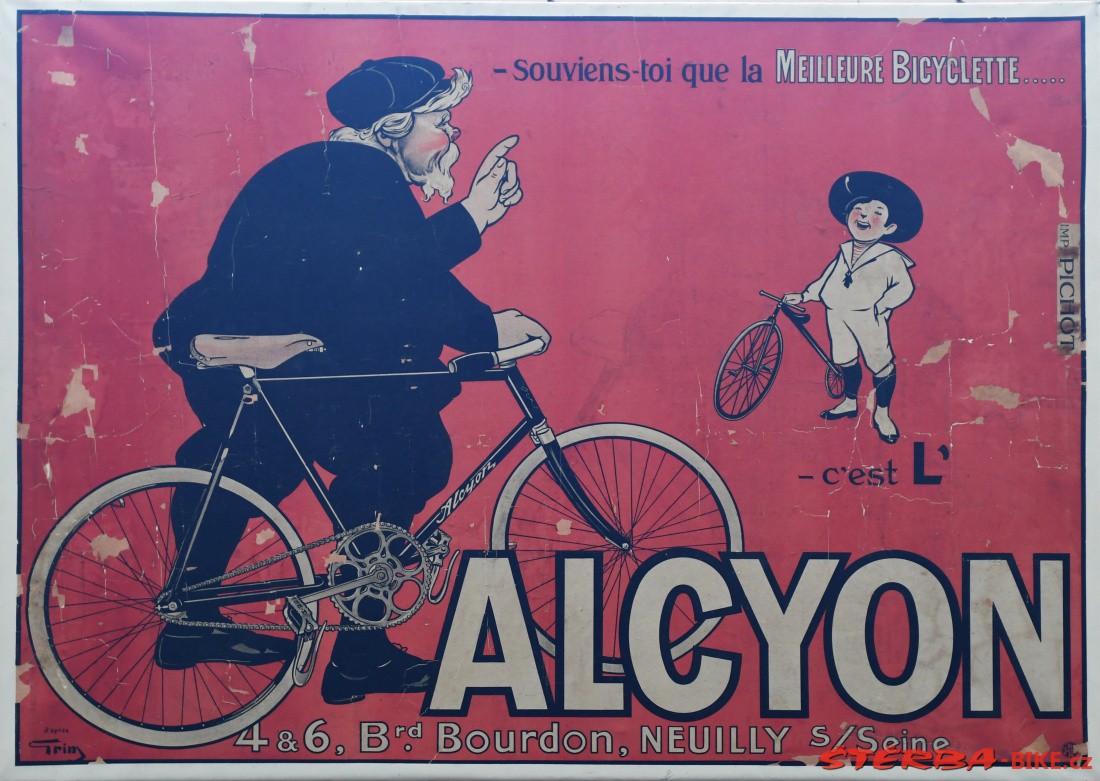 - Souviens-toi que la MEILLEURE BICYCLETTE.....
IMP. PICHOT
- c'est L'
Alcyon
ALCYON
4 & 6, Brd Bourdon, NEUILLY S/Seine
d'après
STERBA-BIKE.cz